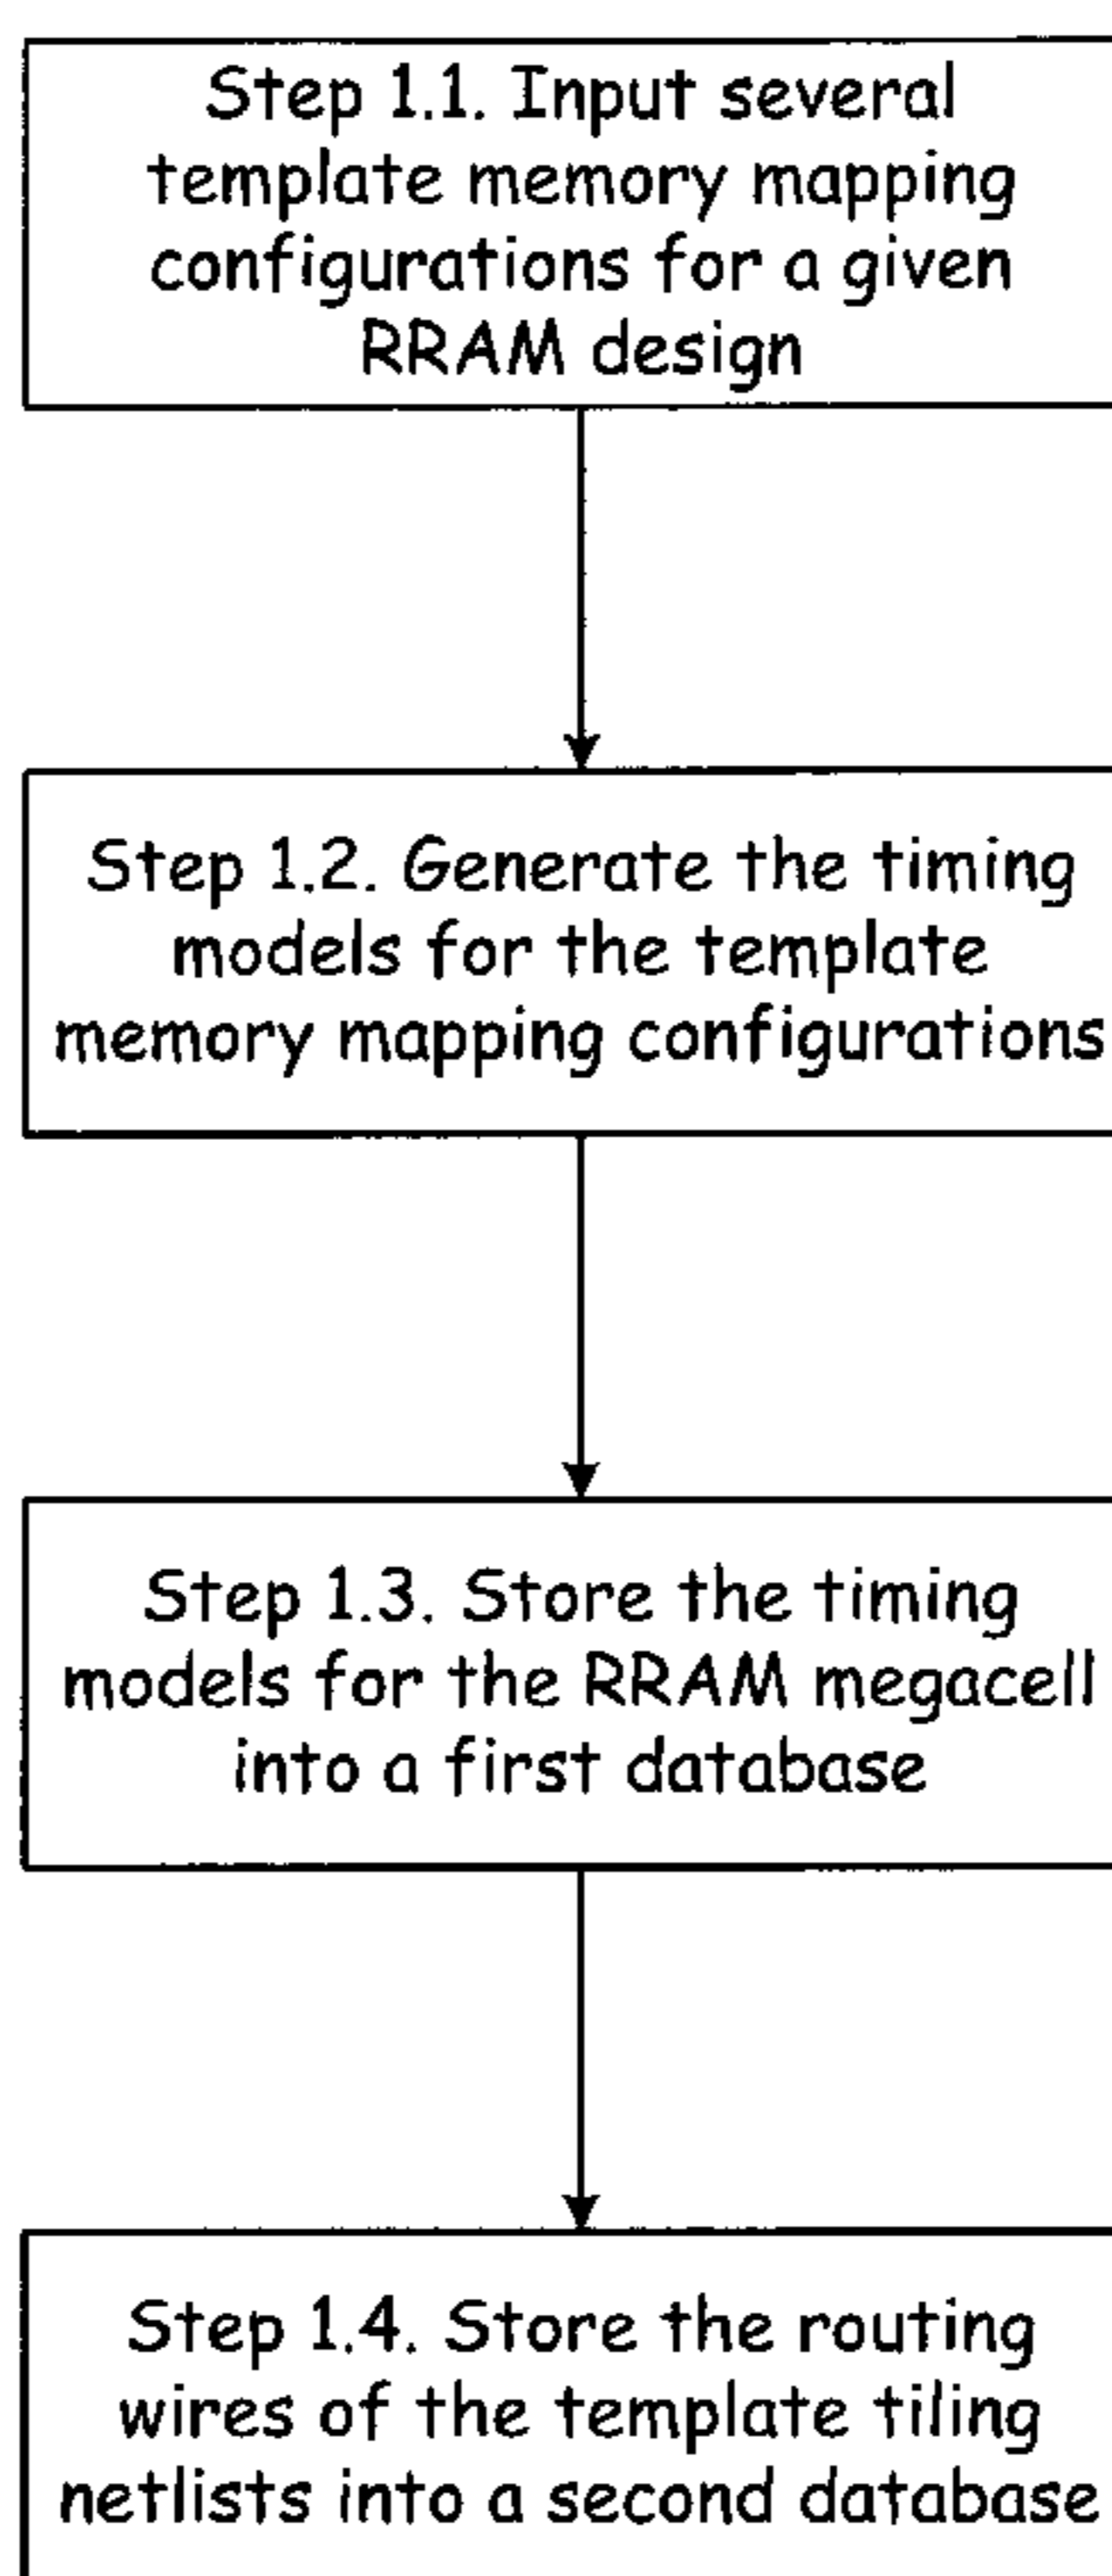 Step 1.1. Input several
template memory mapping
configurations for a given
RRAM design
Step 1.2. Generate the timing
models for the template
memory mapping configurations
Step 1.3. Store the timing
models for the RRAM megacell
into a first database
Step 1.4. Store the routing
wires of the template tiling
netlists into a second database